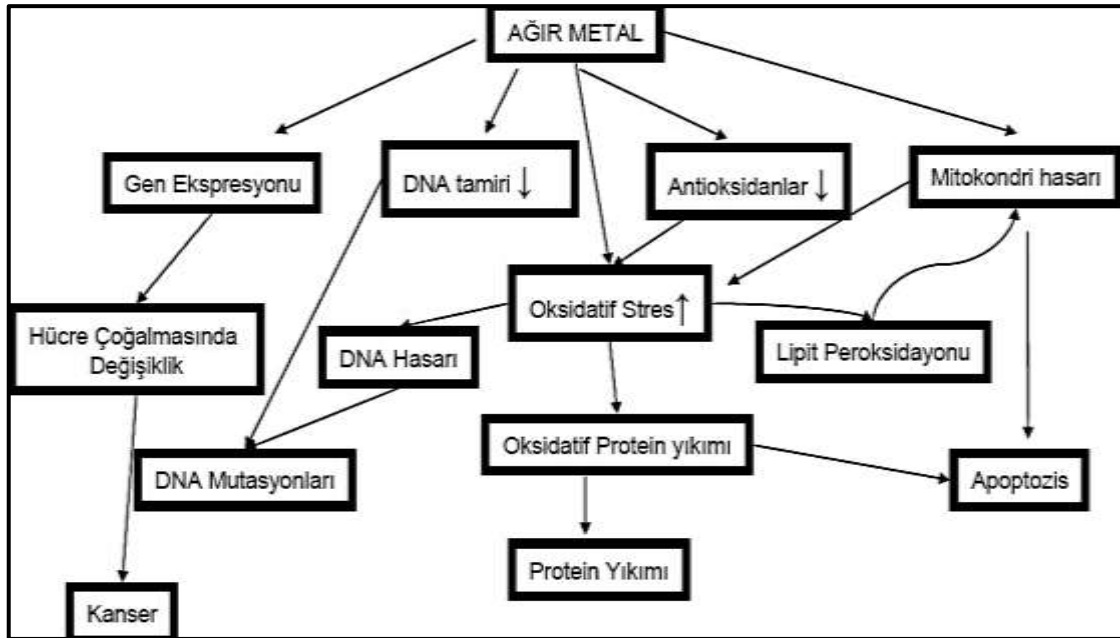 AĞIR METAL
Gen Ekspresyonu
DNA tamiri ↓
Antioksidanlar ↓
Mitokondri hasarı
Oksidatif Stres ↑
Hücre Çoğalmasında
Değişiklik
DNA Hasarı
Lipit Peroksidayonu
Oksidatif Protein yıkımı
DNA Mutasyonları
Apoptozis
Protein Yıkımı
Kanser